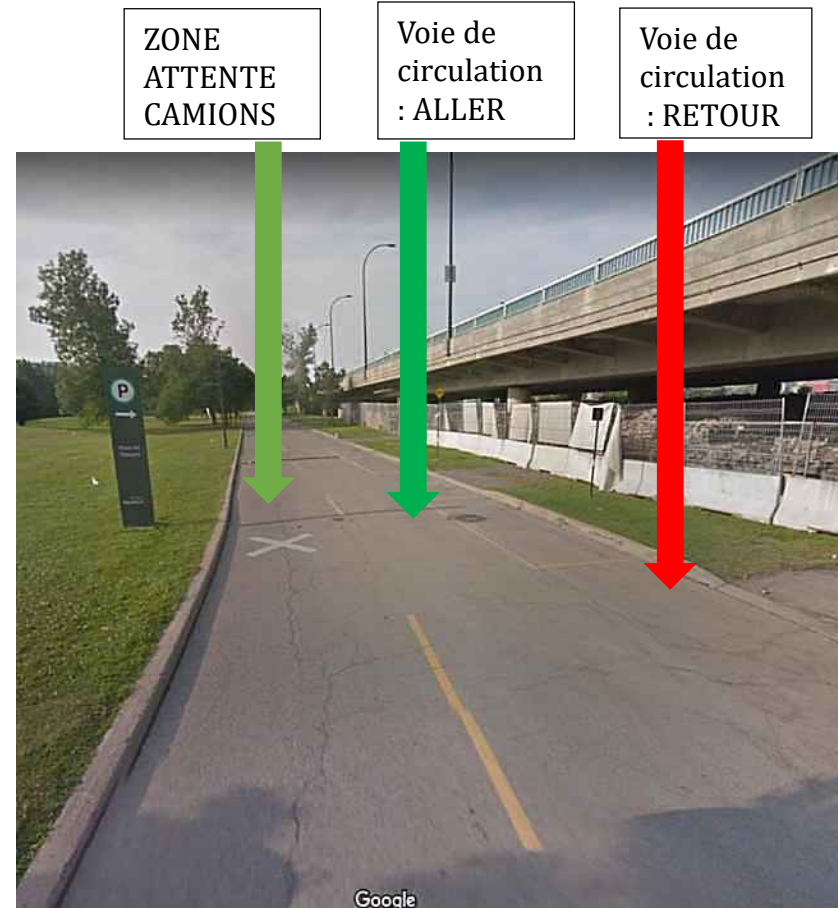 ZONE
ATTENTE
CAMIONS
Voie de
circulation
: ALLER
Voie de
circulation
: RETOUR
P
Google